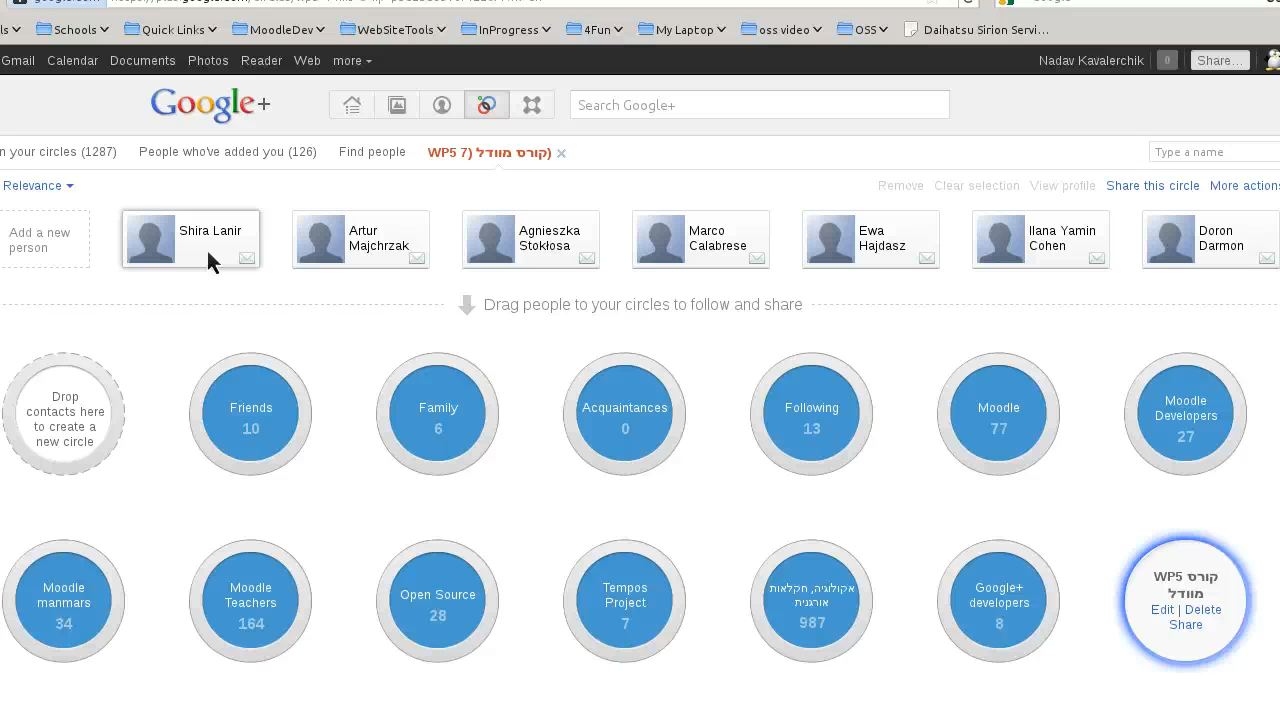 google.com
ls Schools Quick Links MoodleDev WebSiteTools InProgress 4Fun My Laptop oss video OSS Daihatsu Sirion Servi...
Gmail Calendar Documents Photos Reader Web more Nadav Kavalerchik 0 Share...
Google+ Search Google+
n your circles (1287) People who've added you (126) Find people WP5 7) קורס מוודל) Type a name
Relevance Remove Clear selection View profile Share this circle More actions
Add a new
person
Shira Lanir
Artur
Majchrzak
Agnieszka
Stokłosa
Marco
Calabrese
Ewa
Hajdasz
Ilana Yamin
Cohen
Doron
Darmon
Drag people to your circles to follow and share
Drop
contacts here
to create a
new circle
Friends
10
Family
6
Acquaintances
0
Following
13
Moodle
77
Moodle
Developers
27
Moodle
manmars
34
Moodle
Teachers
164
Open Source
28
Tempos
Project
7
אקולוגיה, חקלאות
אורגנית
987
Google+
developers
8
קורס WP5
מוודל
Edit | Delete
Share